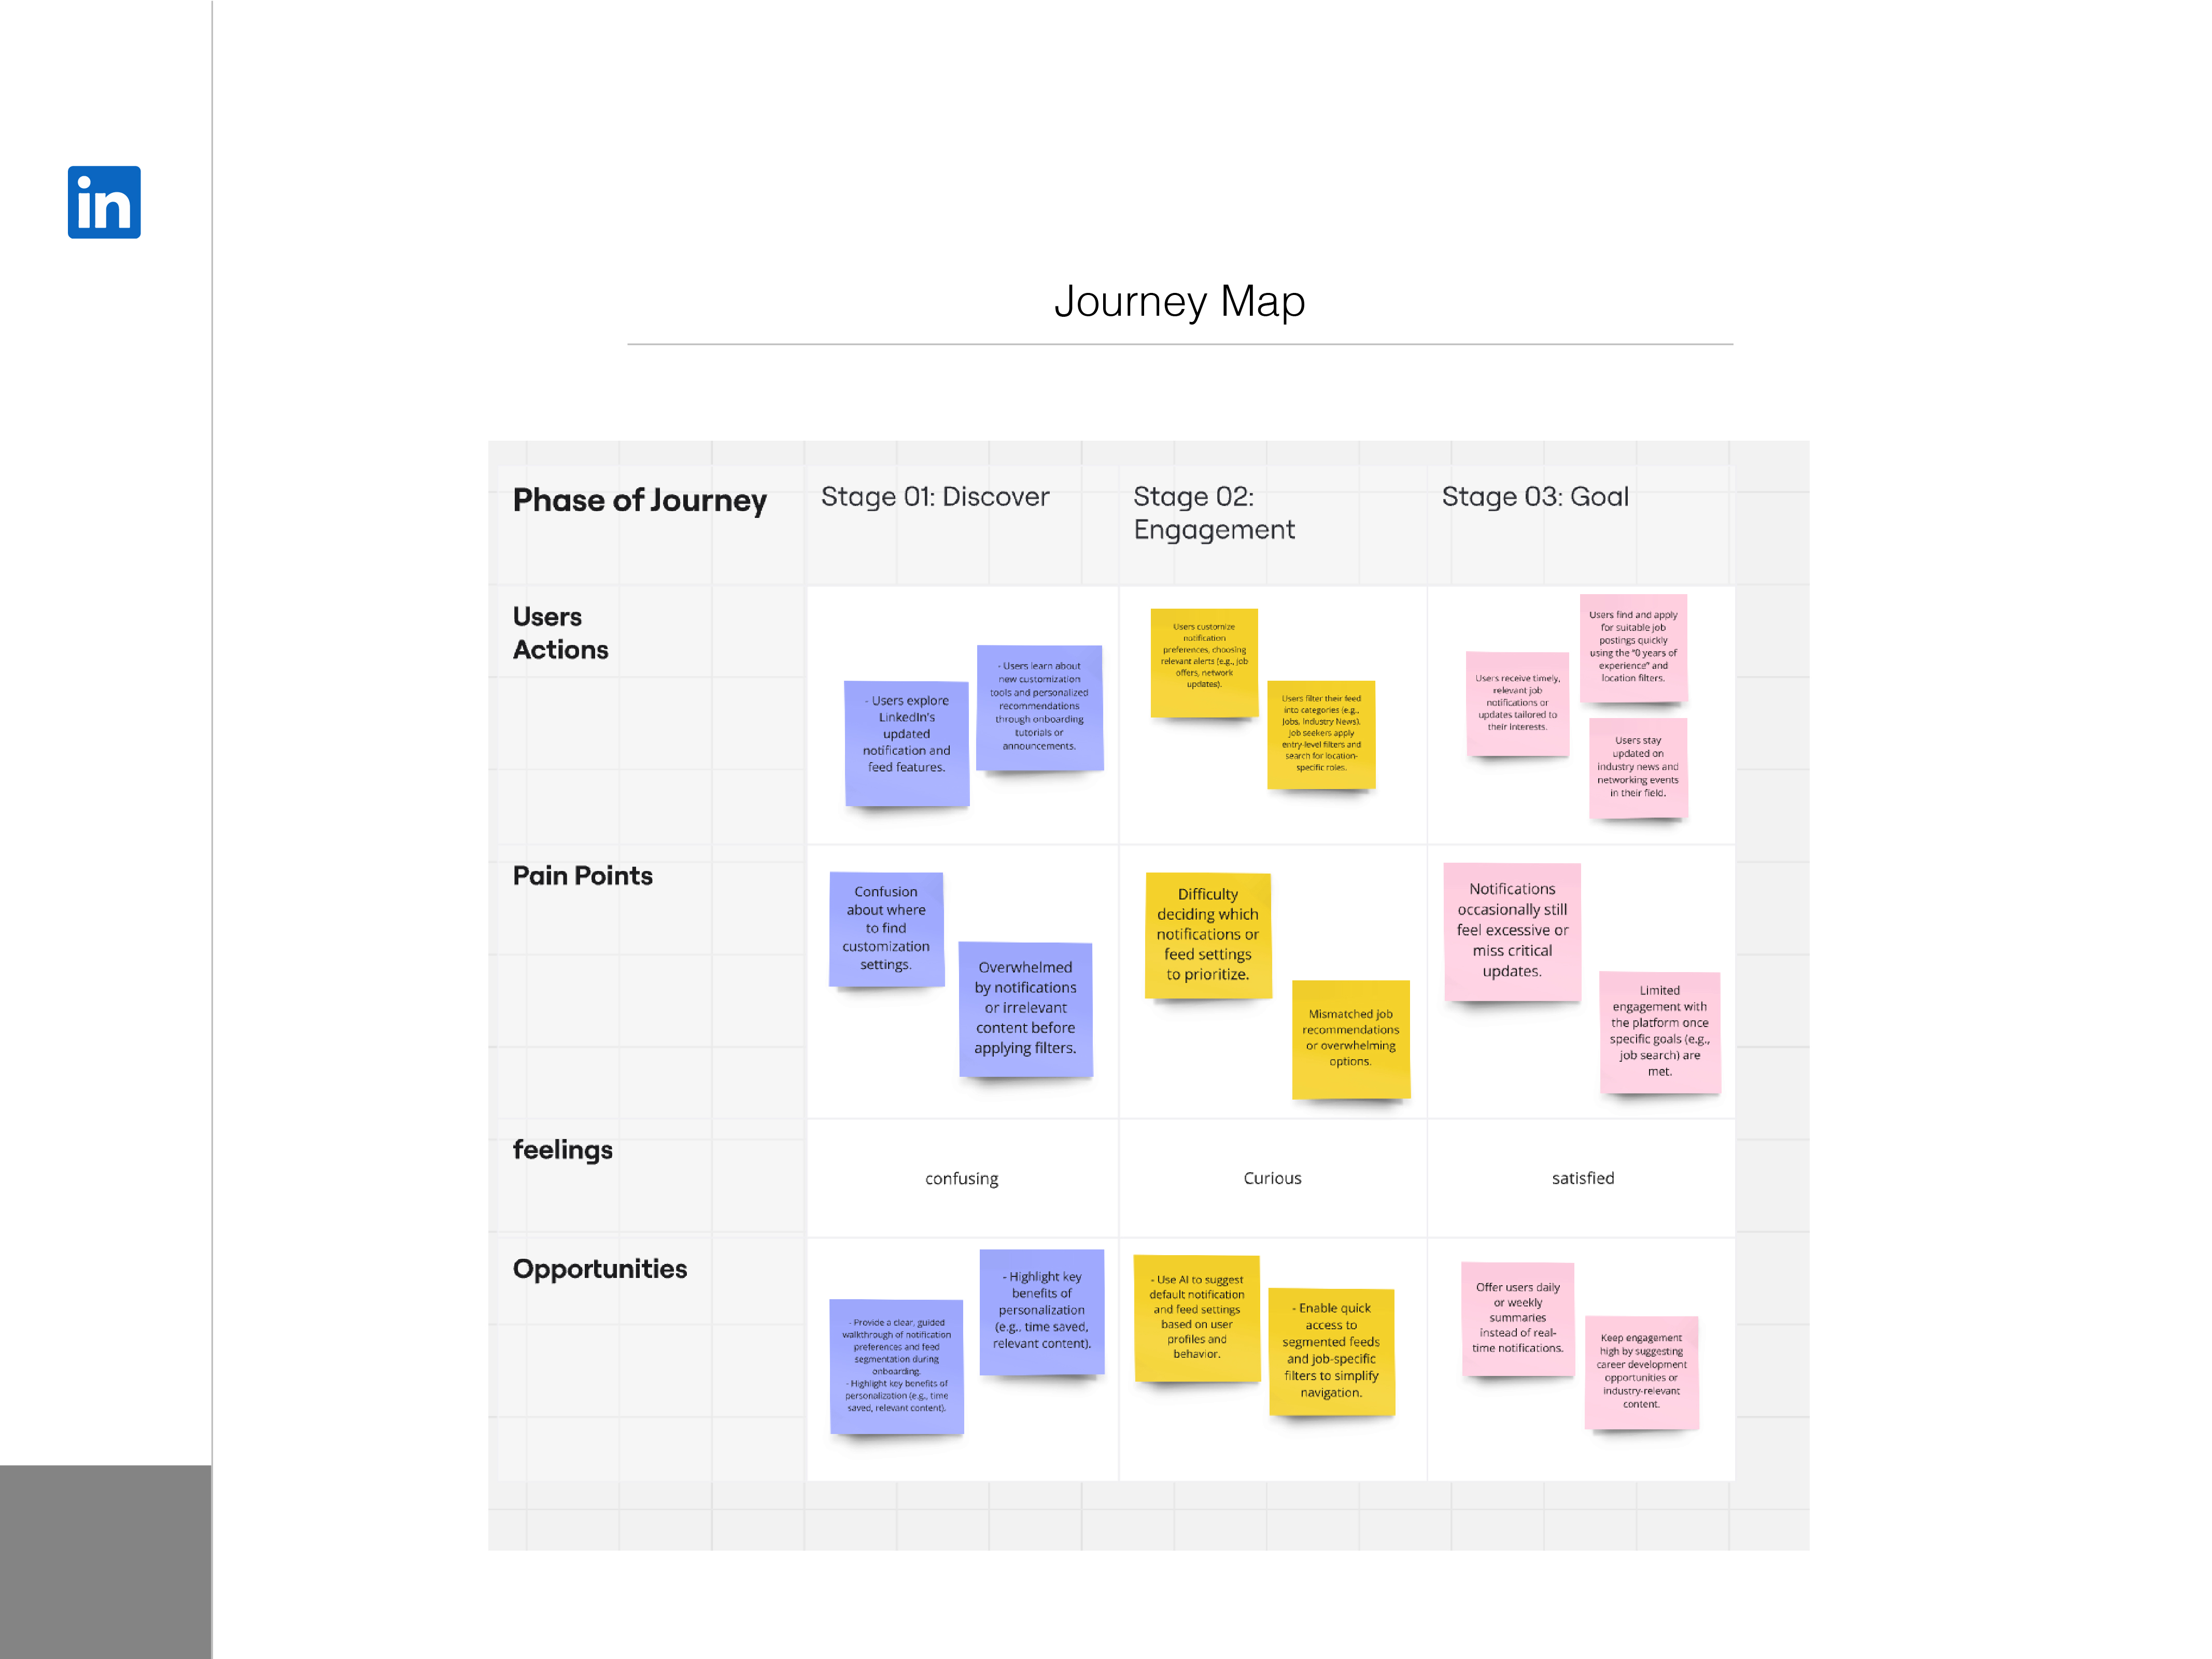 in
Journey Map
Phase of Journey
Stage 01: Discover
Stage 02:
Engagement
Stage 03: Goal
Users
Actions
- Users explore
LinkedIn's
updated
notification and
feed features.
- Users learn about
new customization
tools and personalized
recommendations
through onboarding
tutorials or
announcements.
Users customize
notification
preferences, choosing
relevant alerts (e.g., job
offers, network
updates).
Users filter their feed
into categories (e.g.,
Jobs, Industry News).
Job seekers apply
entry-level filters and
search for location-
specific roles.
Users receive timely,
relevant job
notifications or
updates tailored to
their interests.
Users find and apply
for suitable job
postings quickly
using the "0 years of
experience" and
location filters.
Users stay
updated on
industry news and
networking events
in their field.
Pain Points
Confusion
about where
to find
customization
settings.
Overwhelmed
by notifications
or irrelevant
content before
applying filters.
Difficulty
deciding which
notifications or
feed settings
to prioritize.
Mismatched job
recommendations
or overwhelming
options.
Notifications
occasionally still
feel excessive or
miss critical
updates.
Limited
engagement with
the platform once
specific goals (e.g.,
job search) are
met.
feelings
confusing
Curious
satisfied
Opportunities
- Provide a clear, guided
walkthrough of notification
preferences and feed
segmentation during
onboarding.
- Highlight key benefits of
personalization (e.g., time
saved, relevant content).
- Highlight key
benefits of
personalization
(e.g., time saved,
relevant content).
- Use AI to suggest
default notification
and feed settings
based on user
profiles and
behavior.
- Enable quick
access to
segmented feeds
and job-specific
filters to simplify
navigation.
Offer users daily
or weekly
summaries
instead of real-
time notifications.
Keep engagement
high by suggesting
career development
opportunities or
industry-relevant
content.